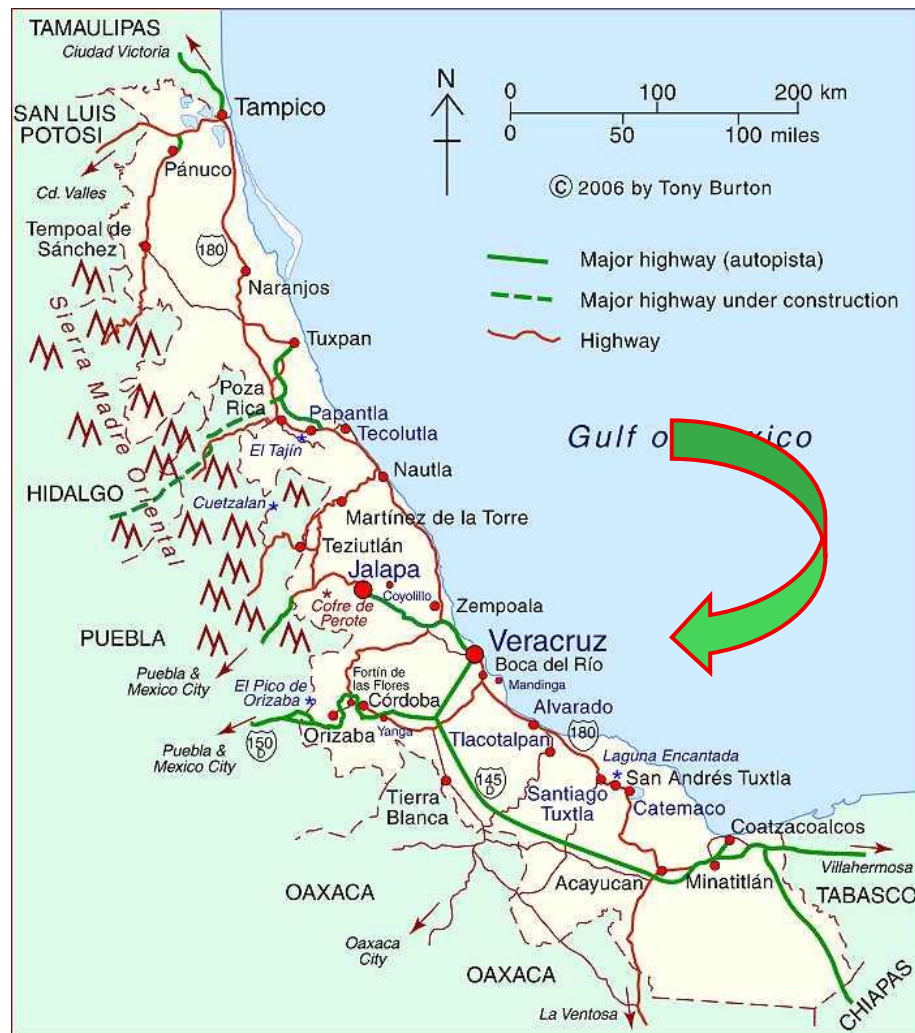 TAMAULIPAS
Ciudad Victoria
SAN LUIS
POTOSI
Tampico
Cd. Valles
Pánuco
Tempoal de
Sánchez
180
Naranjos
N
0 100 200 km
0 50 100 miles
© 2006 by Tony Burton
Major highway (autopista)
Major highway under construction
Highway
Sierra Madre Oriental
Tuxpan
Poza
Rica
Papantla
Tecolutla
El Tajín
Gulf o
xico
Nautla
HIDALGO
Cuetzalan
Martínez de la Torre
Teziutlán
Jalapa
Coyolillo
Cofre de
Perote
Zempoala
PUEBLA
Puebla &
Mexico City
Veracruz
Boca del Río
Mandinga
El Pico de
Orizaba
Fortín de
las Flores
Córdoba
Orizaba
Yanga
Puebla &
Mexico City
150
D
Alvarado
180
Tlacotalpan
Laguna Encantada
San Andrés Tuxtla
145
D
Santiago
Tuxtla
Catemaco
Tierra
Blanca
Coatzacoalcos
Villahermosa
Acayucan
Minatitlán
TABASCO
OAXACA
Oaxaca
City
OAXACA
La Ventosa
CHIAPAS